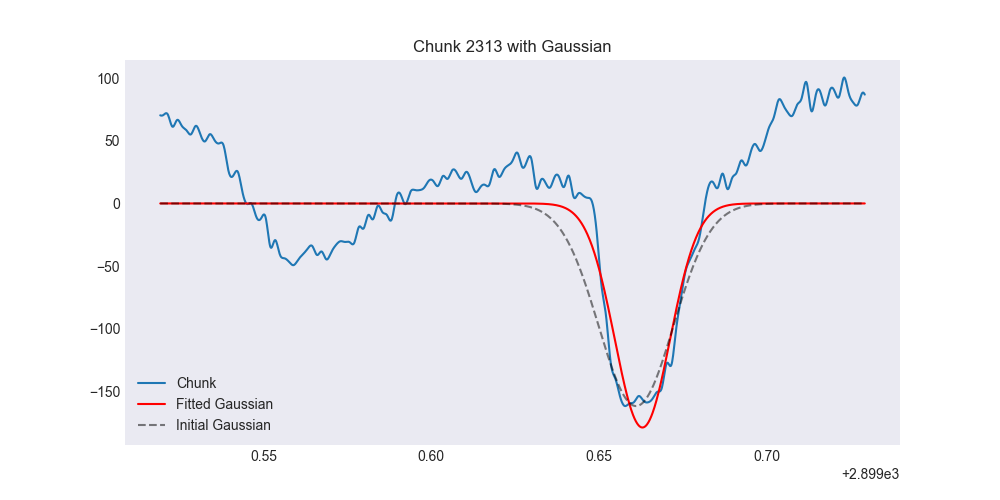 Chunk 2313 with Gaussian
100
50
0
−50
−100
−150
Chunk
Fitted Gaussian
Initial Gaussian
0.55 0.60 0.65 0.70
+2.899e3